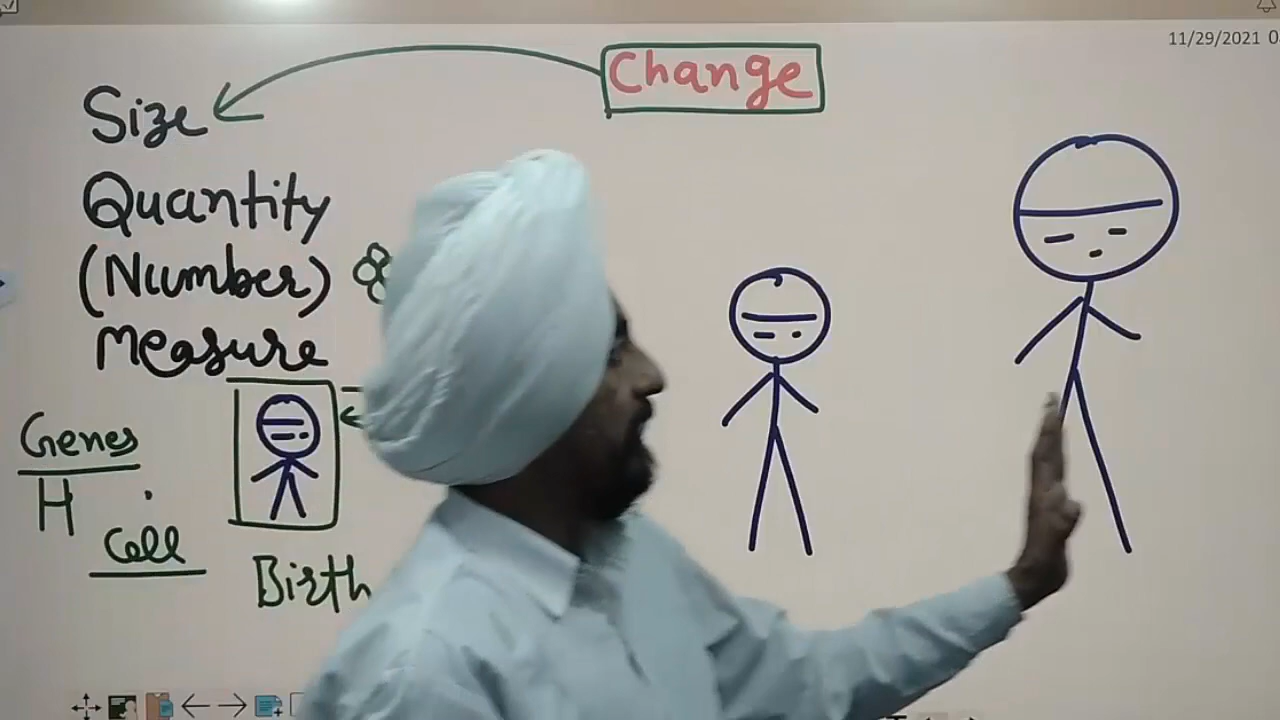 11/29/2021
Change
Size
Quantity
(Number)
Measure
Genes
H
Cell
Birth